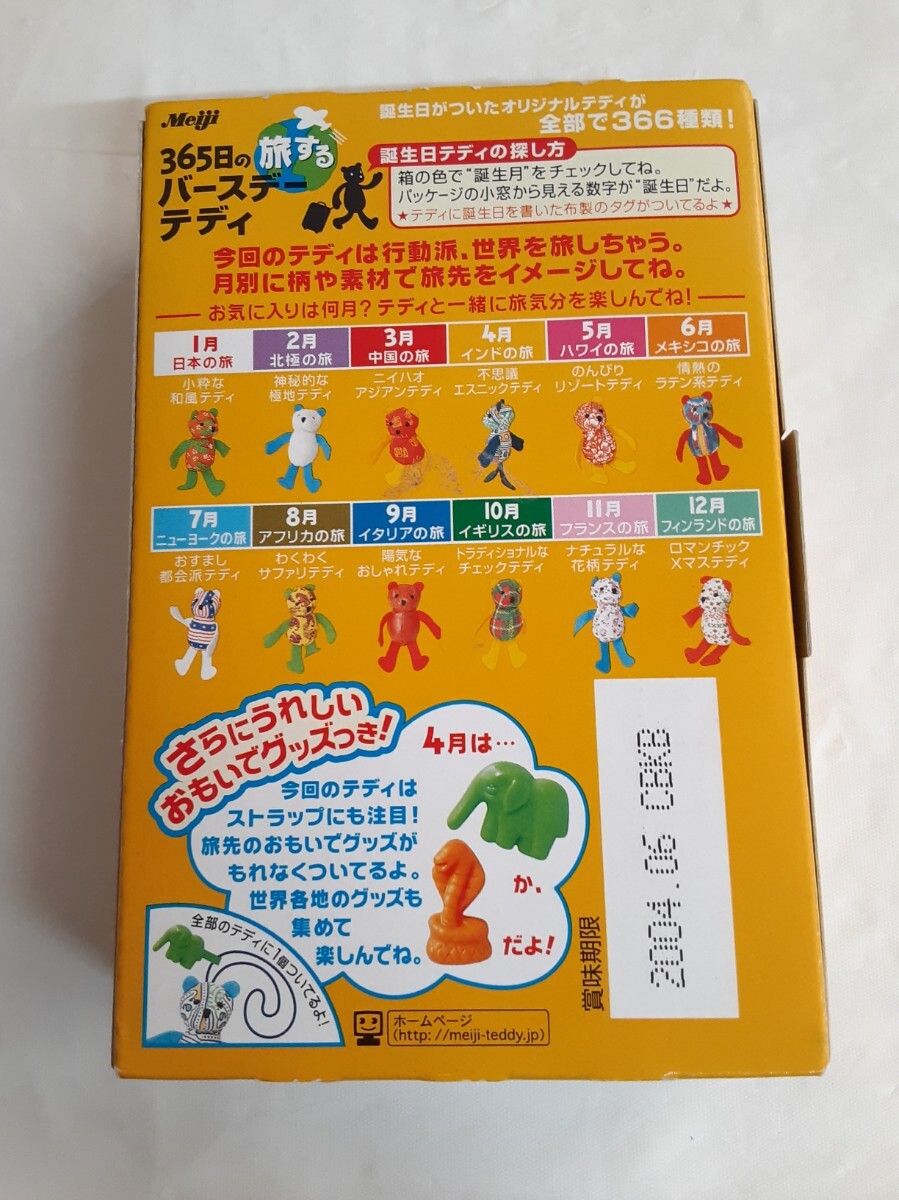 Meiji
365日の旅する
バースデー
テディ
誕生日がついたオリジナルテディが
全部で366種類!
誕生日テディの探し方
箱の色で“誕生月”をチェックしてね。
パッケージの小窓から見える数字が“誕生日”だよ。
★テディに誕生日を書いた布製のタグがついてるよ★
今回のテディは行動派、世界を旅しちゃう。
月別に柄や素材で旅先をイメージしてね。
お気に入りは何月?テディと一緒に旅気分を楽しんでね!
1月
日本の旅
小粋な
和風テディ
2月
北極の旅
神秘的な
極地テディ
3月
中国の旅
ニイハオ
アジアンテディ
4月
インドの旅
不思議
エスニックテディ
5月
ハワイの旅
のんびり
リゾートテディ
6月
メキシコの旅
情熱の
ラテン系テディ
7月
ニューヨークの旅
おすまし
都会派テディ
8月
アフリカの旅
わくわく
サファリテディ
9月
イタリアの旅
陽気な
おしゃれテディ
10月
イギリスの旅
トラディショナルな
チェックテディ
11月
フランスの旅
ナチュラルな
花柄テディ
12月
フィンランドの旅
ロマンチック
Xマステディ
さらにうれしい
おもいでグッズつき!
今回のテディは
ストラップにも注目!
旅先のおもいでグッズが
もれなくついてるよ。
世界各地のグッズも
集めて
楽しんでね。
4月は…
か、
だよ!
全部のテディに1個ついてるよ!
ホームページ
(http://meiji-teddy.jp)
賞味期限
2004.06 CBKB